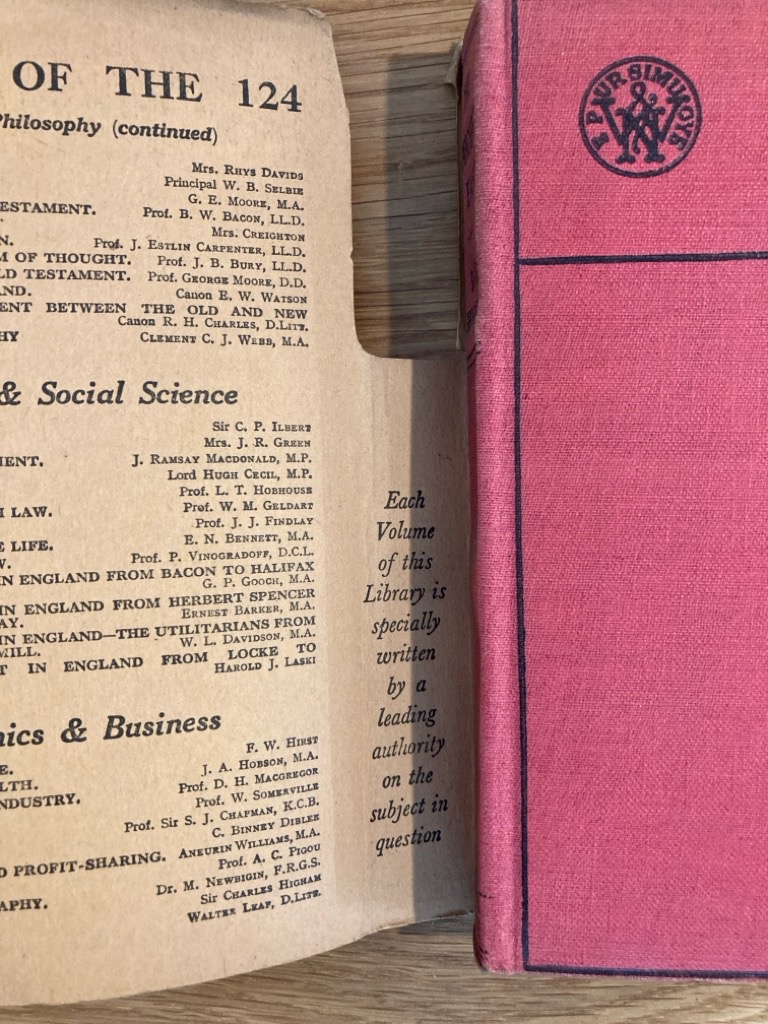 OF THE 124
Philosophy (continued)
Mrs. Rhys Davids
Principal W. B. Selbie
G. E. Moore, M.A.
ESTAMENT. Prof. B. W. Bacon, LL.D.
Mrs. Creighton
N. Prof. J. Estlin Carpenter, LL.D.
M OF THOUGHT. Prof. J. B. Bury, LL.D.
LD TESTAMENT. Prof. George Moore, D.D.
AND. Canon E. W. Watson
ENT BETWEEN THE OLD AND NEW
Canon R. H. Charles, D.Litt.
HY Clement C. J. Webb, M.A.
& Social Science
Sir C. P. Ilbert
Mrs. J. R. Green
MENT. J. Ramsay Macdonald, M.P.
Lord Hugh Cecil, M.P.
Prof. L. T. Hobhouse
H LAW. Prof. W. M. Geldart
Prof. J. J. Findlay
E LIFE. E. N. Bennett, M.A.
W. Prof. P. Vinogradoff, D.C.L.
IN ENGLAND FROM BACON TO HALIFAX
G. P. Gooch, M.A.
IN ENGLAND FROM HERBERT SPENCER
AY. Ernest Barker, M.A.
IN ENGLAND—THE UTILITARIANS FROM
MILL. W. L. Davidson, M.A.
T IN ENGLAND FROM LOCKE TO
Harold J. Laski
nics & Business
F. W. Hirst
E. J. A. Hobson, M.A.
LTH. Prof. D. H. Macgregor
NDUSTRY. Prof. W. Somerville
Prof. Sir S. J. Chapman, K.C.B.
C. Binney Diblee
D PROFIT-SHARING. Aneurin Williams, M.A.
Prof. A. C. Pigou
Dr. M. Newbigin, F.R.G.S.
APHY. Sir Charles Higham
Walter Leaf, D.Litt.
Each
Volume
of this
Library is
specially
written
by a
leading
authority
on the
subject in
question
E PUR SI MUOVE
W & N